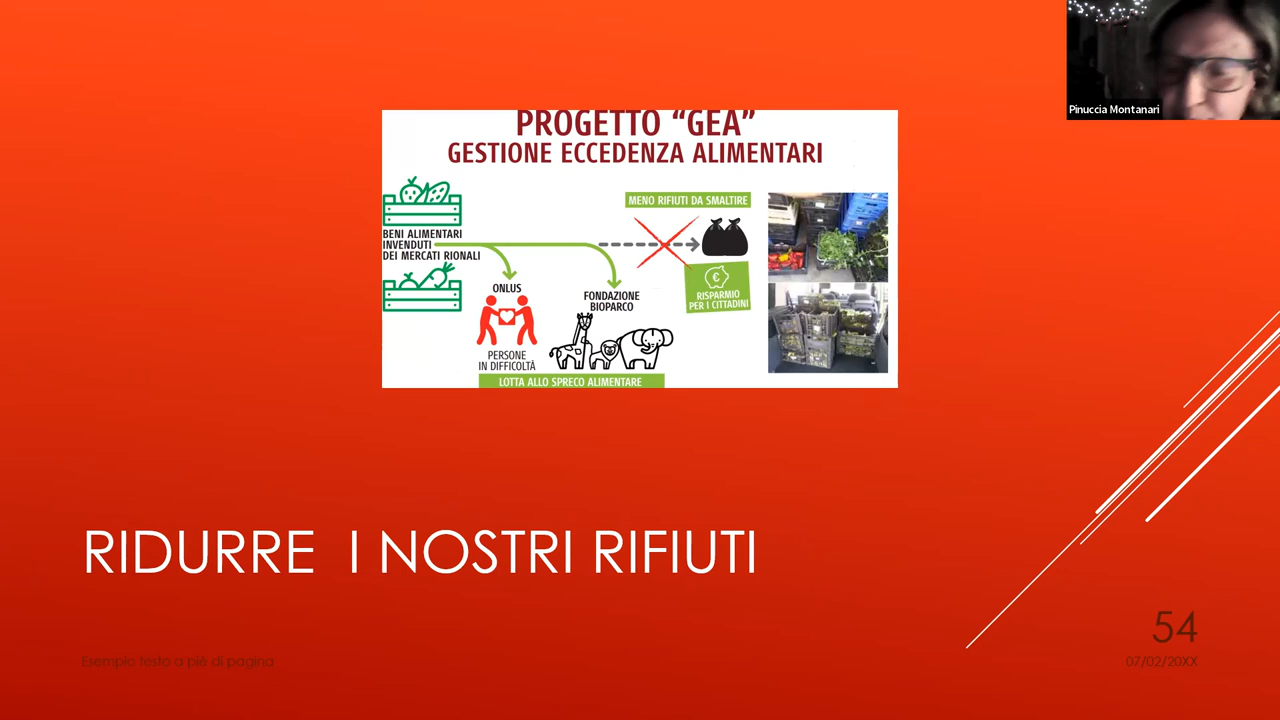 Pinuccia Montanari
PROGETTO “GEA”
GESTIONE ECCEDENZA ALIMENTARI
MENO RIFIUTI DA SMALTIRE
BENI ALIMENTARI
INVENDUTI
DEI MERCATI RIONALI
ONLUS
FONDAZIONE
BIOPARCO
€
RISPARMIO
PER I CITTADINI
PERSONE
IN DIFFICOLTÀ
LOTTA ALLO SPRECO ALIMENTARE
RIDURRE I NOSTRI RIFIUTI
54
Esempio testo a piè di pagina
07/02/20XX